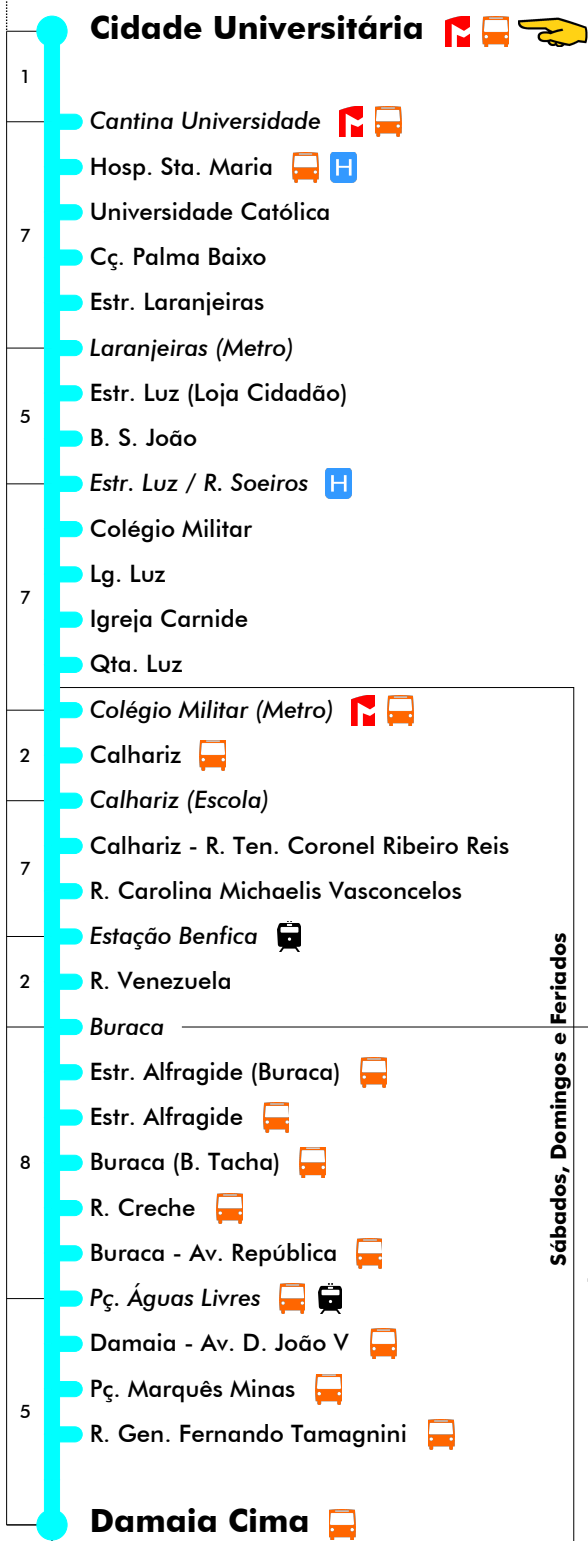 Cidade Universitária
1
Cantina Universidade
Hosp. Sta. Maria H
Universidade Católica
7
Cç. Palma Baixo
Estr. Laranjeiras
Laranjeiras (Metro)
Estr. Luz (Loja Cidadão)
5
B. S. João
Estr. Luz / R. Soeiros H
Colégio Militar
Lg. Luz
7
Igreja Carnide
Qta. Luz
Colégio Militar (Metro)
2
Calhariz
Calhariz (Escola)
Calhariz - R. Ten. Coronel Ribeiro Reis
7
R. Carolina Michaelis Vasconcelos
Estação Benfica
2
R. Venezuela
Buraca
Estr. Alfragide (Buraca)
Estr. Alfragide
8
Buraca (B. Tacha)
R. Creche
Buraca - Av. República
Pç. Águas Livres
Damaia - Av. D. João V
Pç. Marquês Minas
5
R. Gen. Fernando Tamagnini
Damaia Cima
Sábados, Domingos e Feriados